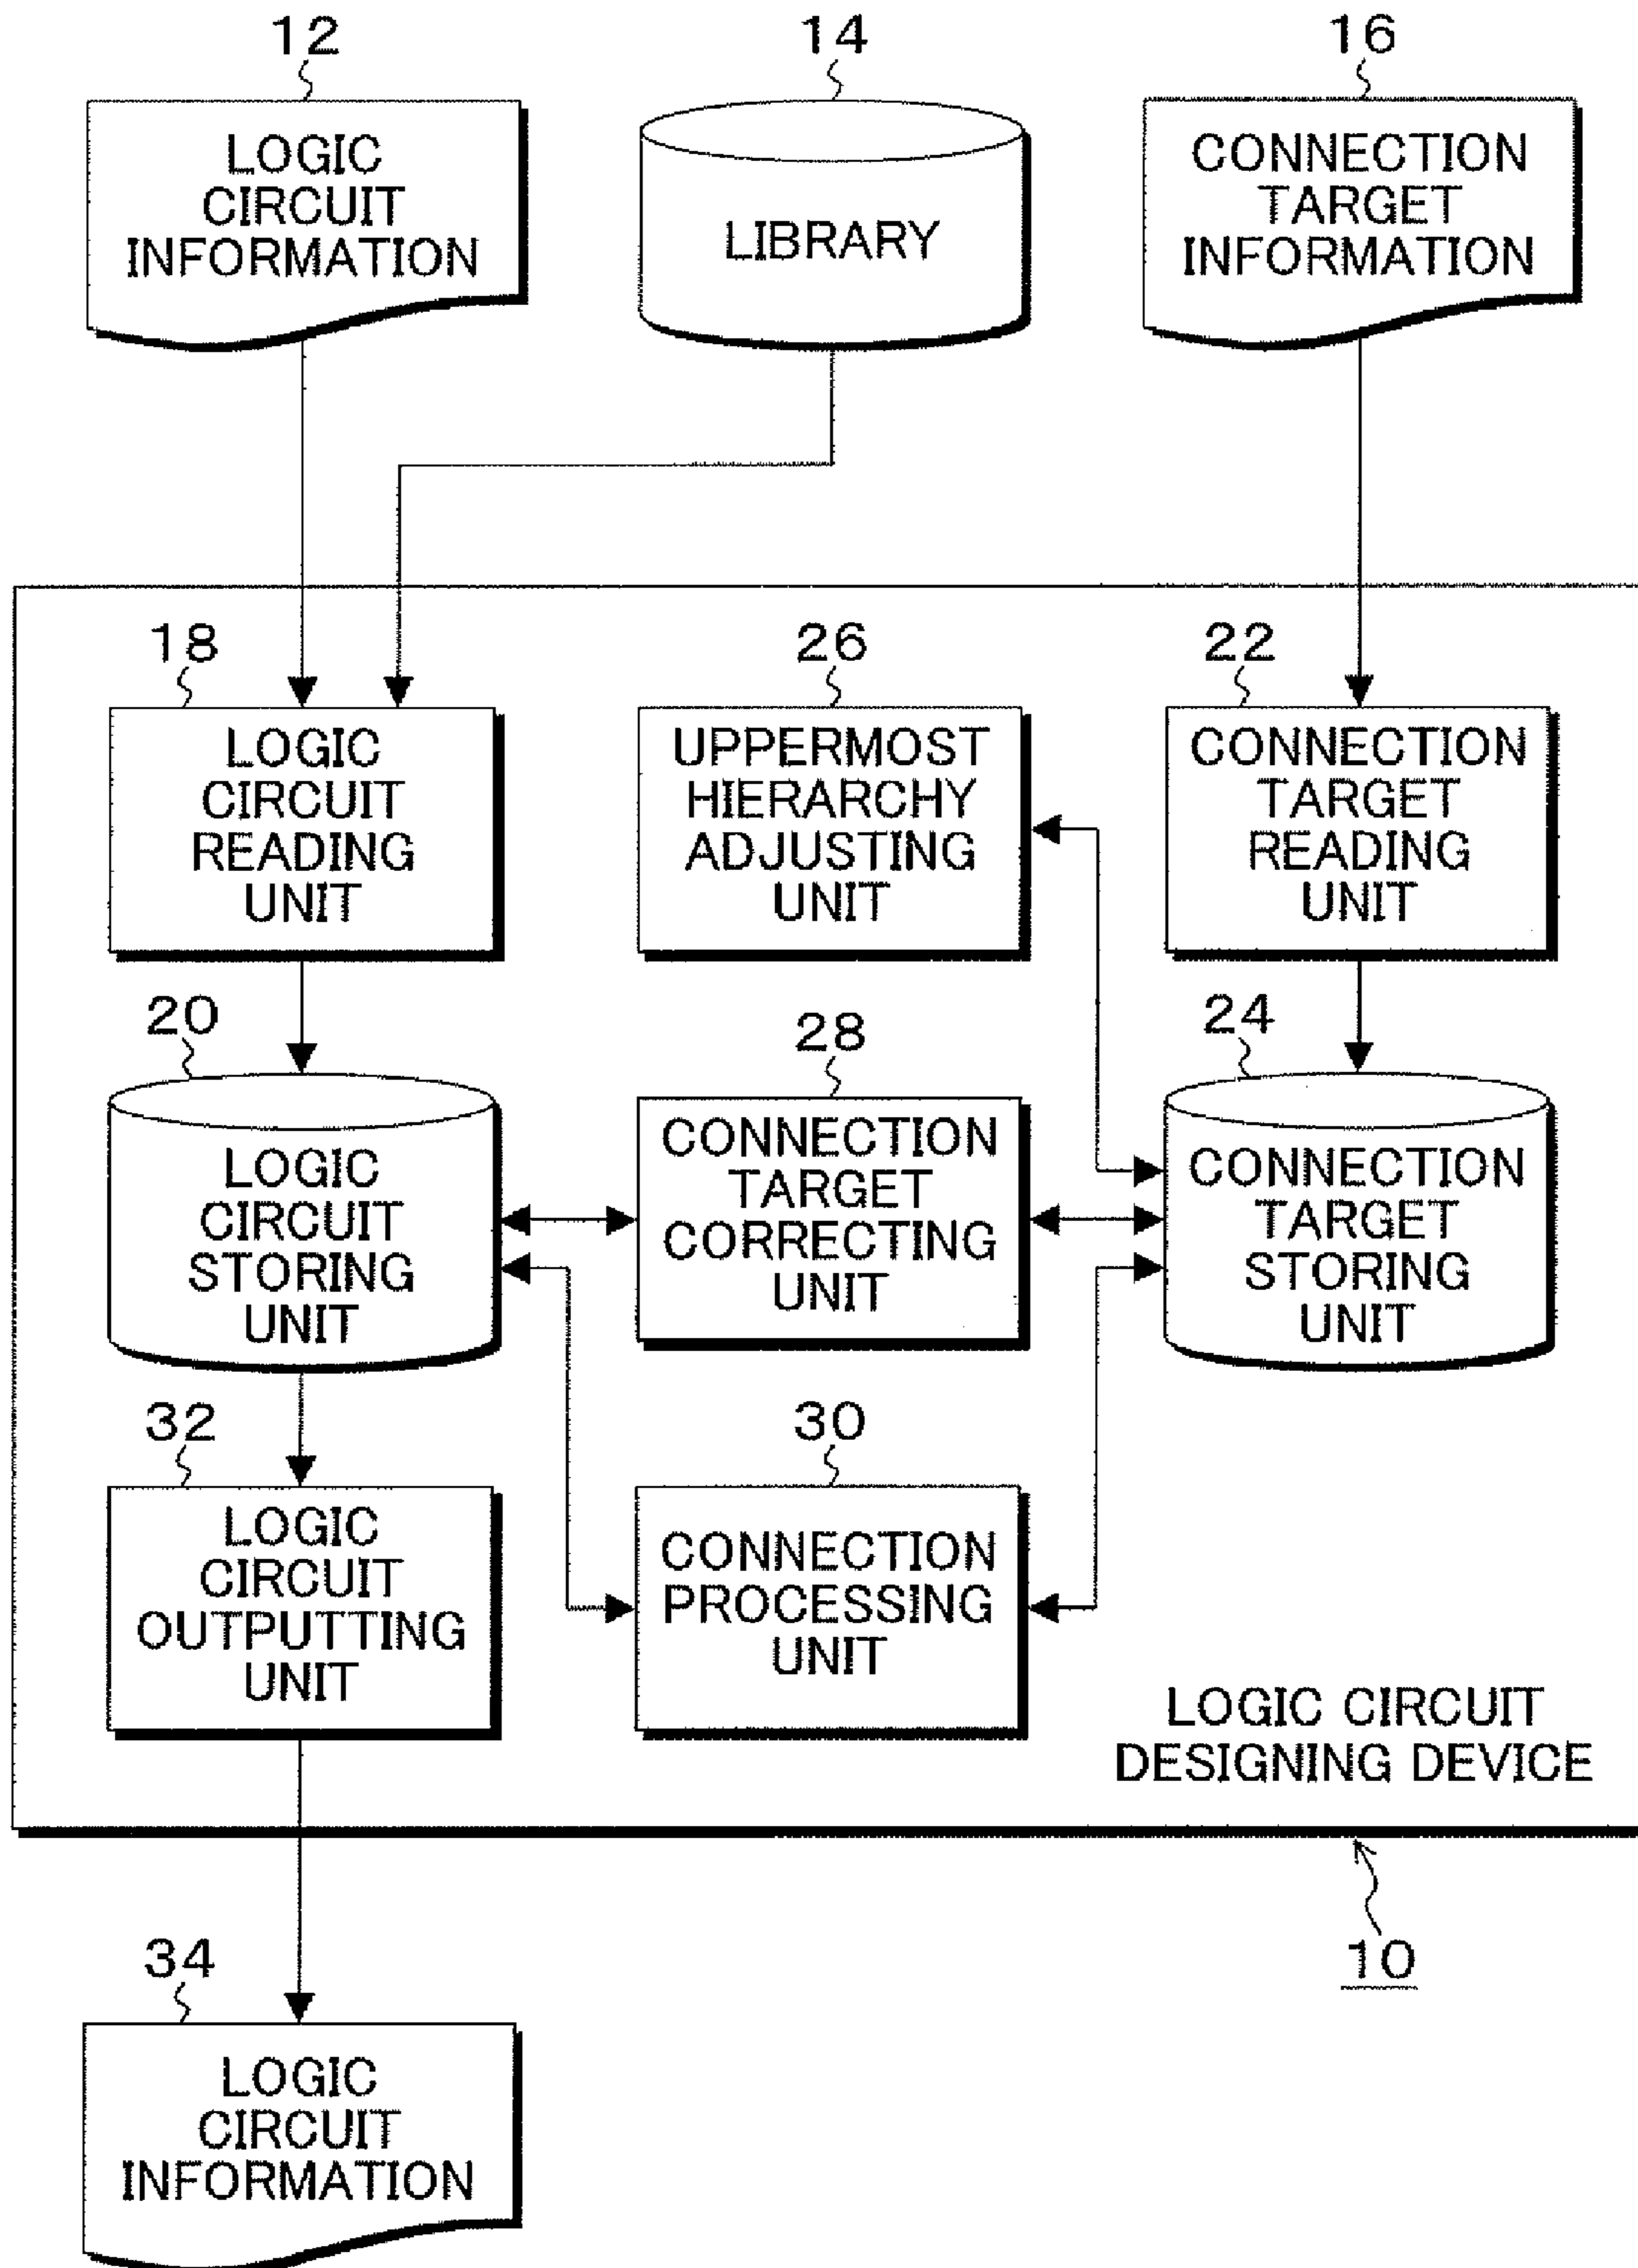 12
LOGIC
CIRCUIT
INFORMATION
14
LIBRARY
16
CONNECTION
TARGET
INFORMATION
18
LOGIC
CIRCUIT
READING
UNIT
26
UPPERMOST
HIERARCHY
ADJUSTING
UNIT
22
CONNECTION
TARGET
READING
UNIT
20
LOGIC
CIRCUIT
STORING
UNIT
28
CONNECTION
TARGET
CORRECTING
UNIT
24
CONNECTION
TARGET
STORING
UNIT
32
LOGIC
CIRCUIT
OUTPUTTING
UNIT
30
CONNECTION
PROCESSING
UNIT
LOGIC CIRCUIT
DESIGNING DEVICE
10
34
LOGIC
CIRCUIT
INFORMATION